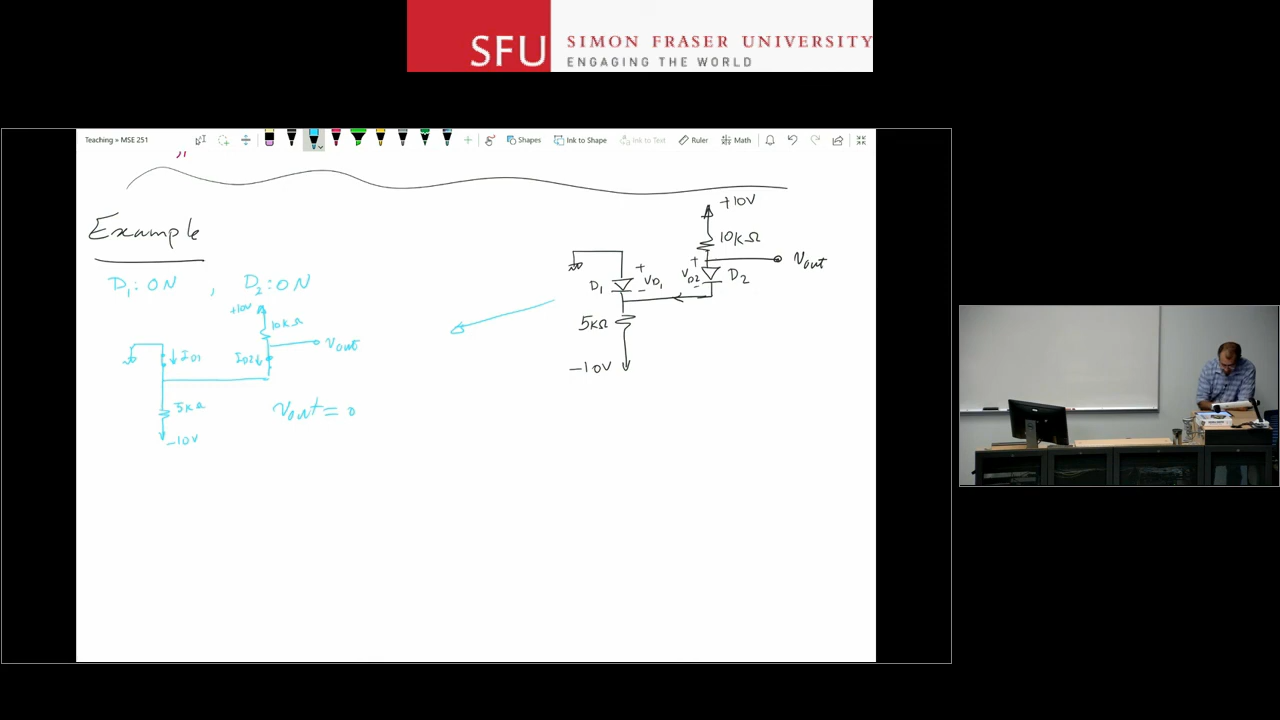 SFU SIMON FRASER UNIVERSITY
ENGAGING THE WORLD
Teaching » MSE 251
Shapes
Ink to Shape
Ink to Text
Ruler
Math
Example
+10V
10kΩ
Vout
D1
+
VD1
-
+
VD2
-
D2
5kΩ
-10V
D1: ON , D2: ON
+10V
10kΩ
Vout
ID1
ID2
5kΩ
-10V
Vout = 0